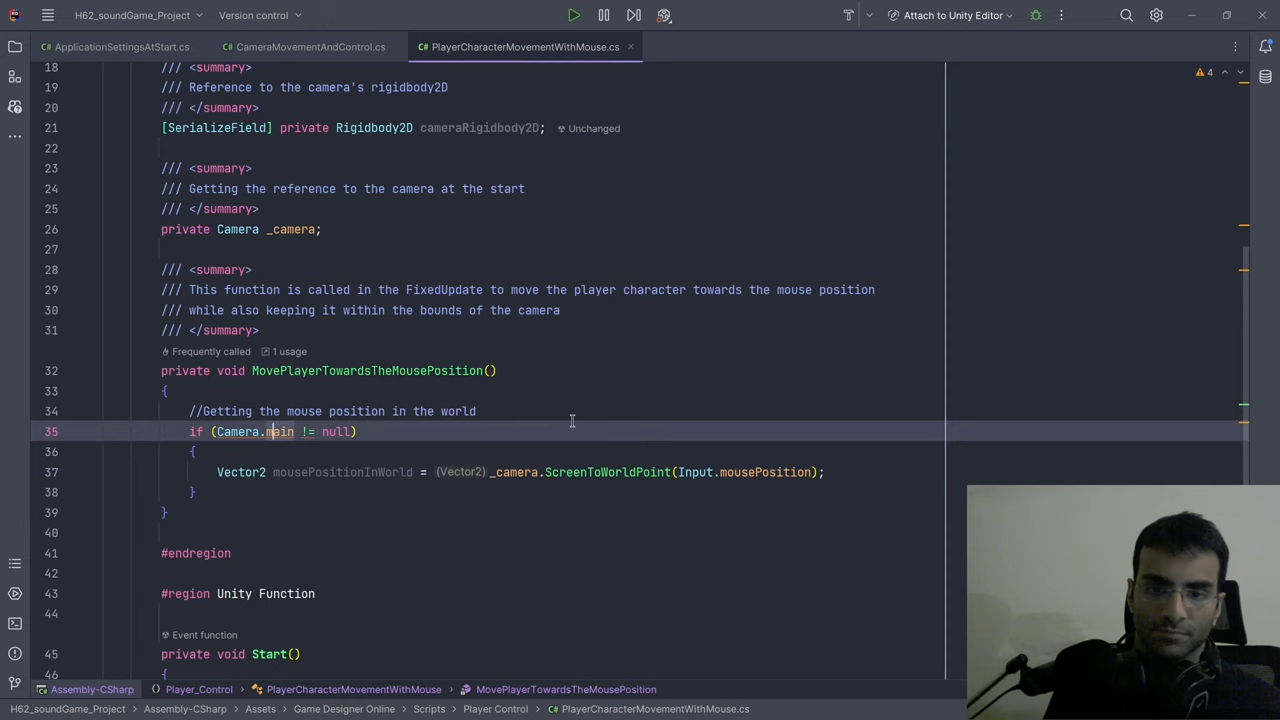 H62_soundGame_Project
Version control
Attach to Unity Editor
ApplicationSettingsAtStart.cs
CameraMovementAndControl.cs
PlayerCharacterMovementWithMouse.cs
4
18 /// <summary>
19 /// Reference to the camera's rigidbody2D
20 /// </summary>
21 [SerializeField] private Rigidbody2D cameraRigidbody2D; Unchanged
22
23 /// <summary>
24 /// Getting the reference to the camera at the start
25 /// </summary>
26 private Camera _camera;
27
28 /// <summary>
29 /// This function is called in the FixedUpdate to move the player character towards the mouse position
30 /// while also keeping it within the bounds of the camera
31 /// </summary>
Frequently called 1 usage
32 private void MovePlayerTowardsTheMousePosition()
33 {
34 //Getting the mouse position in the world
35 if (Camera.main != null)
36 {
37 Vector2 mousePositionInWorld = (Vector2) _camera.ScreenToWorldPoint(Input.mousePosition);
38 }
39 }
40
41 #endregion
42
43 #region Unity Function
44
Event function
45 private void Start()
46 {
Assembly-CSharp Player_Control PlayerCharacterMovementWithMouse MovePlayerTowardsTheMousePosition
H62_soundGame_Project Assembly-CSharp Assets Game Designer Online Scripts Player Control PlayerCharacterMovementWithMouse.cs